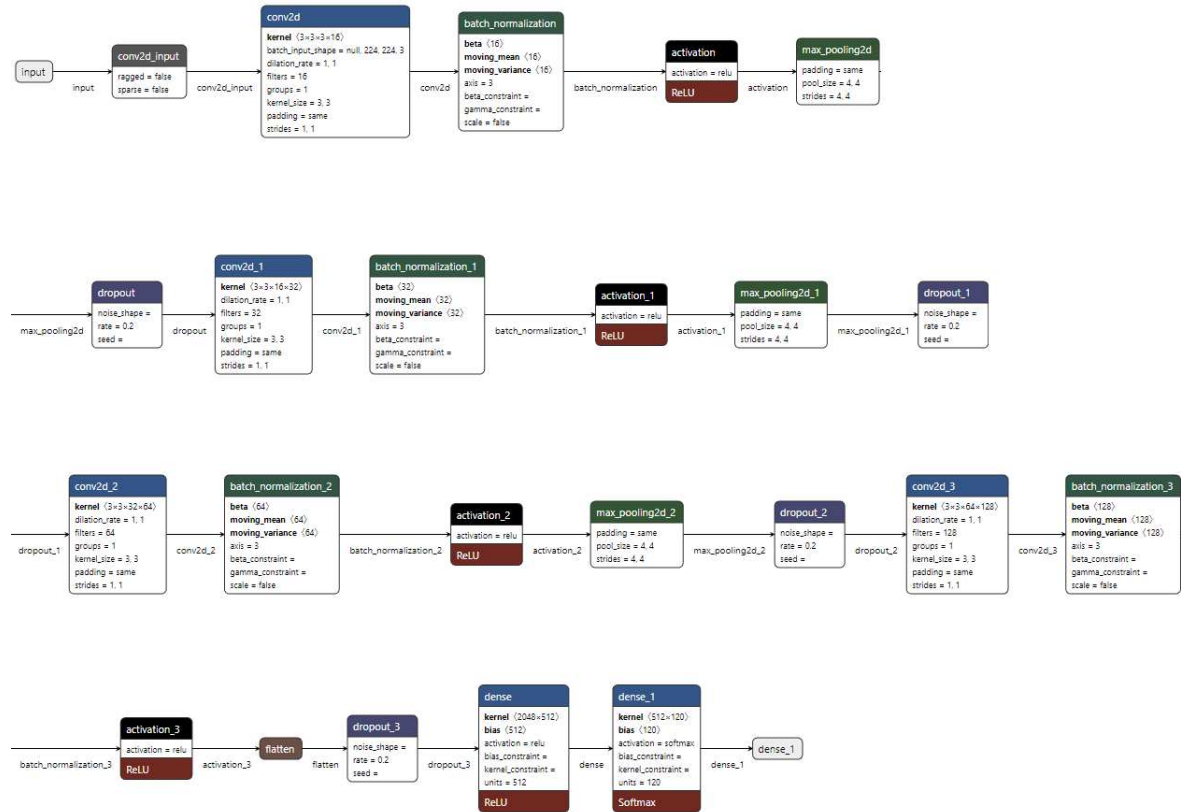 input
input
conv2d_input
ragged = false
sparse = false
conv2d_input
conv2d
kernel ⟨3×3×3×16⟩
batch_input_shape = null, 224, 224, 3
dilation_rate = 1, 1
filters = 16
groups = 1
kernel_size = 3, 3
padding = same
strides = 1, 1
conv2d
batch_normalization
beta ⟨16⟩
moving_mean ⟨16⟩
moving_variance ⟨16⟩
axis = 3
beta_constraint =
gamma_constraint =
scale = false
batch_normalization
activation
activation = relu
ReLU
activation
max_pooling2d
padding = same
pool_size = 4, 4
strides = 4, 4
max_pooling2d
dropout
noise_shape =
rate = 0.2
seed =
dropout
conv2d_1
kernel ⟨3×3×16×32⟩
dilation_rate = 1, 1
filters = 32
groups = 1
kernel_size = 3, 3
padding = same
strides = 1, 1
conv2d_1
batch_normalization_1
beta ⟨32⟩
moving_mean ⟨32⟩
moving_variance ⟨32⟩
axis = 3
beta_constraint =
gamma_constraint =
scale = false
batch_normalization_1
activation_1
activation = relu
ReLU
activation_1
max_pooling2d_1
padding = same
pool_size = 4, 4
strides = 4, 4
max_pooling2d_1
dropout_1
noise_shape =
rate = 0.2
seed =
dropout_1
conv2d_2
kernel ⟨3×3×32×64⟩
dilation_rate = 1, 1
filters = 64
groups = 1
kernel_size = 3, 3
padding = same
strides = 1, 1
conv2d_2
batch_normalization_2
beta ⟨64⟩
moving_mean ⟨64⟩
moving_variance ⟨64⟩
axis = 3
beta_constraint =
gamma_constraint =
scale = false
batch_normalization_2
activation_2
activation = relu
ReLU
activation_2
max_pooling2d_2
padding = same
pool_size = 4, 4
strides = 4, 4
max_pooling2d_2
dropout_2
noise_shape =
rate = 0.2
seed =
dropout_2
conv2d_3
kernel ⟨3×3×64×128⟩
dilation_rate = 1, 1
filters = 128
groups = 1
kernel_size = 3, 3
padding = same
strides = 1, 1
conv2d_3
batch_normalization_3
beta ⟨128⟩
moving_mean ⟨128⟩
moving_variance ⟨128⟩
axis = 3
beta_constraint =
gamma_constraint =
scale = false
batch_normalization_3
activation_3
activation = relu
ReLU
activation_3
flatten
flatten
dropout_3
noise_shape =
rate = 0.2
seed =
dropout_3
dense
kernel ⟨2048×512⟩
bias ⟨512⟩
activation = relu
bias_constraint =
kernel_constraint =
units = 512
ReLU
dense
dense_1
kernel ⟨512×120⟩
bias ⟨120⟩
activation = softmax
bias_constraint =
kernel_constraint =
units = 120
Softmax
dense_1
dense_1